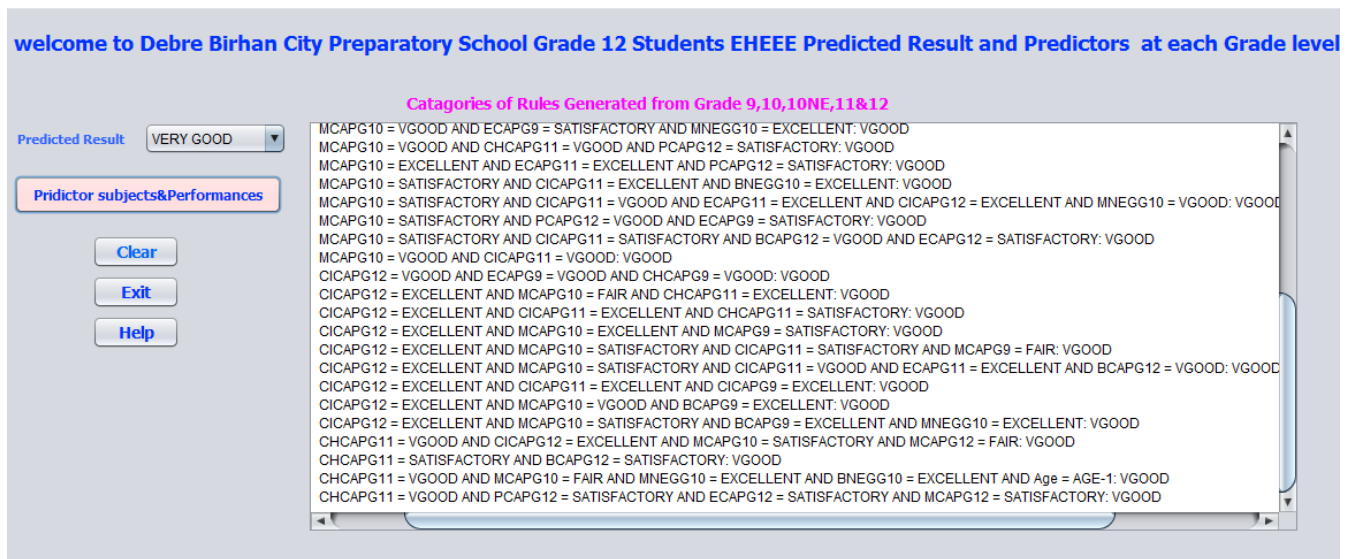 welcome to Debre Birhan City Preparatory School Grade 12 Students EHEEE Predicted Result and Predictors at each Grade level
Catagories of Rules Generated from Grade 9,10,10NE,11&12
Predicted Result VERY GOOD
Pridictor subjects&Performances
Clear
Exit
Help
MCAPG10 = VGOOD AND ECAPG9 = SATISFACTORY AND MNEGG10 = EXCELLENT: VGOOD
MCAPG10 = VGOOD AND CHCAPG11 = VGOOD AND PCAPG12 = SATISFACTORY: VGOOD
MCAPG10 = EXCELLENT AND ECAPG11 = EXCELLENT AND PCAPG12 = SATISFACTORY: VGOOD
MCAPG10 = SATISFACTORY AND CICAPG11 = EXCELLENT AND BNEGG10 = EXCELLENT: VGOOD
MCAPG10 = SATISFACTORY AND CICAPG11 = VGOOD AND ECAPG11 = EXCELLENT AND CICAPG12 = EXCELLENT AND MNEGG10 = VGOOD: VGOOD
MCAPG10 = SATISFACTORY AND PCAPG12 = VGOOD AND ECAPG9 = SATISFACTORY: VGOOD
MCAPG10 = SATISFACTORY AND CICAPG11 = SATISFACTORY AND BCAPG12 = VGOOD AND ECAPG12 = SATISFACTORY: VGOOD
MCAPG10 = VGOOD AND CICAPG11 = VGOOD: VGOOD
CICAPG12 = VGOOD AND ECAPG9 = VGOOD AND CHCAPG9 = VGOOD: VGOOD
CICAPG12 = EXCELLENT AND MCAPG10 = FAIR AND CHCAPG11 = EXCELLENT: VGOOD
CICAPG12 = EXCELLENT AND CICAPG11 = EXCELLENT AND CHCAPG11 = SATISFACTORY: VGOOD
CICAPG12 = EXCELLENT AND MCAPG10 = EXCELLENT AND MCAPG9 = SATISFACTORY: VGOOD
CICAPG12 = EXCELLENT AND MCAPG10 = SATISFACTORY AND CICAPG11 = SATISFACTORY AND MCAPG9 = FAIR: VGOOD
CICAPG12 = EXCELLENT AND MCAPG10 = SATISFACTORY AND CICAPG11 = VGOOD AND ECAPG11 = EXCELLENT AND BCAPG12 = VGOOD: VGOOD
CICAPG12 = EXCELLENT AND CICAPG11 = EXCELLENT AND CICAPG9 = EXCELLENT: VGOOD
CICAPG12 = EXCELLENT AND MCAPG10 = VGOOD AND BCAPG9 = EXCELLENT: VGOOD
CICAPG12 = EXCELLENT AND MCAPG10 = SATISFACTORY AND BCAPG9 = EXCELLENT AND MNEGG10 = EXCELLENT: VGOOD
CHCAPG11 = VGOOD AND CICAPG12 = EXCELLENT AND MCAPG10 = SATISFACTORY AND MCAPG12 = FAIR: VGOOD
CHCAPG11 = SATISFACTORY AND BCAPG12 = SATISFACTORY: VGOOD
CHCAPG11 = VGOOD AND MCAPG10 = FAIR AND MNEGG10 = EXCELLENT AND BNEGG10 = EXCELLENT AND Age = AGE-1: VGOOD
CHCAPG11 = VGOOD AND PCAPG12 = SATISFACTORY AND ECAPG12 = SATISFACTORY AND MCAPG12 = SATISFACTORY: VGOOD